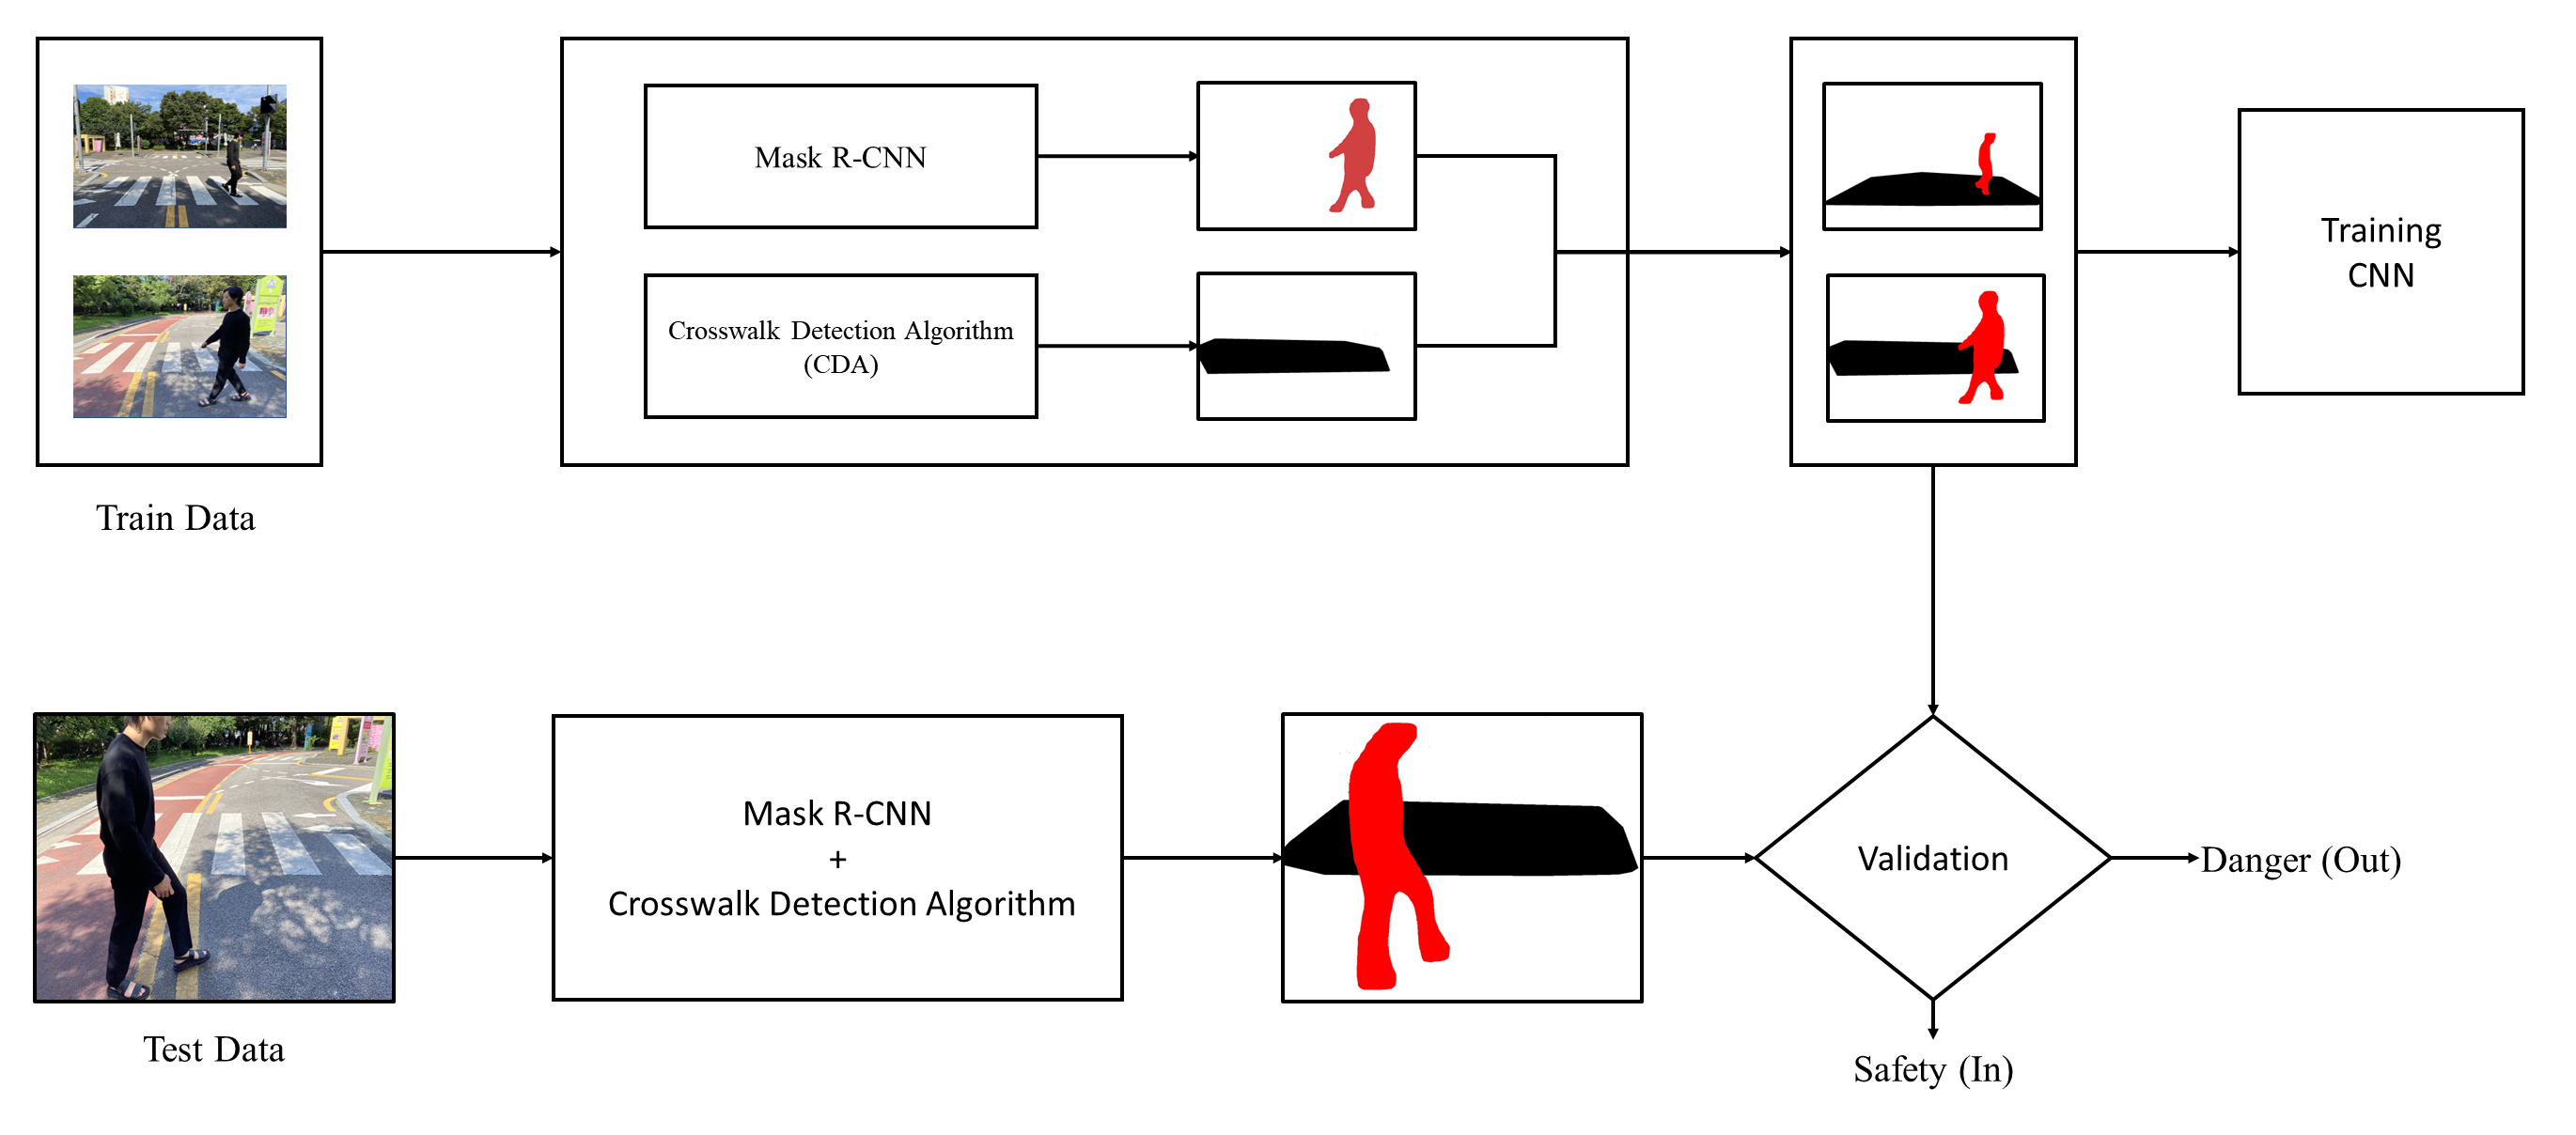 Mask R-CNN
Crosswalk Detection Algorithm
(CDA)
Training
CNN
Train Data
Mask R-CNN
+
Crosswalk Detection Algorithm
Validation
Danger (Out)
Test Data
Safety (In)